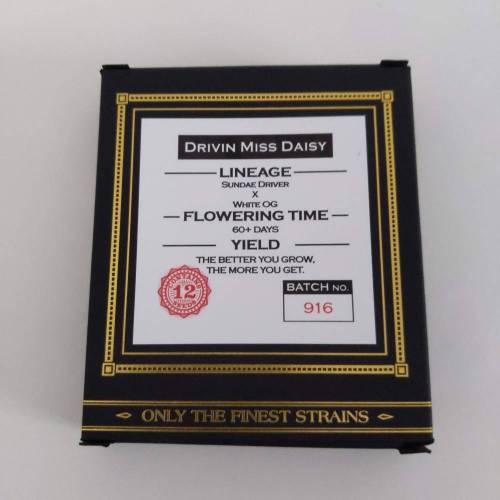 DRIVIN MISS DAISY
LINEAGE
SUNDAE DRIVER
X
WHITE OG
FLOWERING TIME
60+ DAYS
YIELD
THE BETTER YOU GROW,
THE MORE YOU GET.
12
BATCH NO.
916
ONLY THE FINEST STRAINS